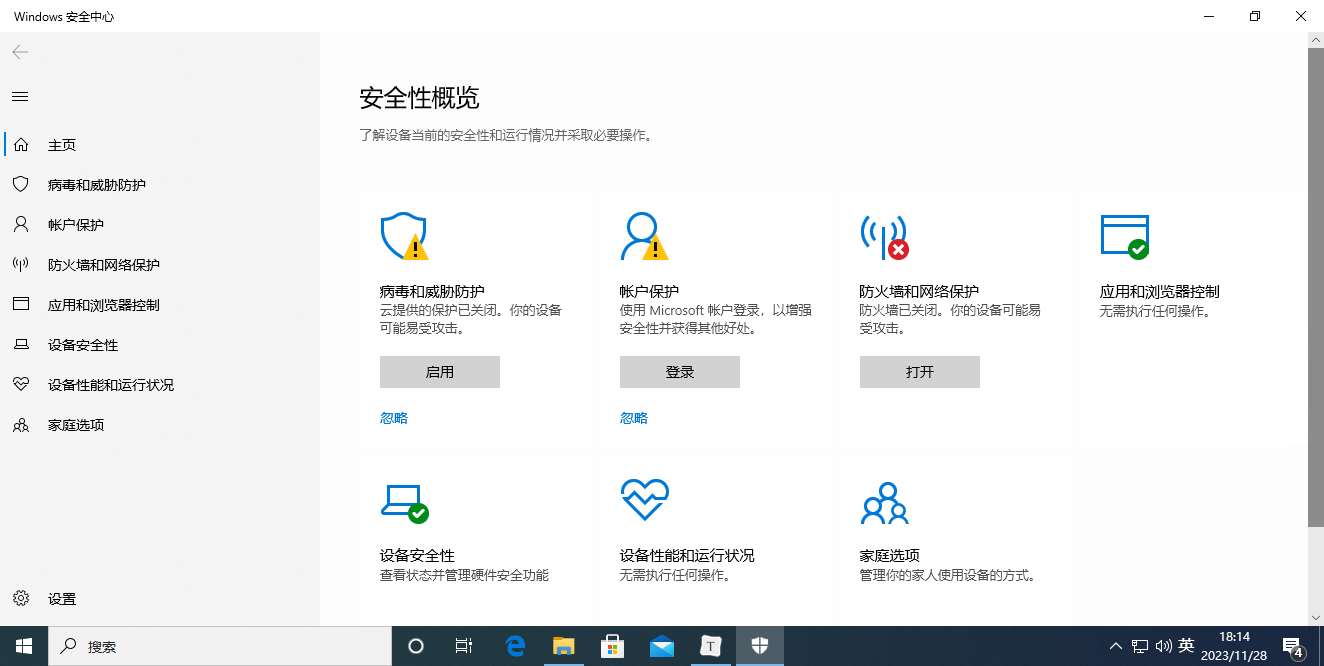 Windows 安全中心
主页
病毒和威胁防护
帐户保护
防火墙和网络保护
应用和浏览器控制
设备安全性
设备性能和运行状况
家庭选项
设置
安全性概览
了解设备当前的安全性和运行情况并采取必要操作。
病毒和威胁防护
云提供的保护已关闭。你的设备
可能易受攻击。
启用
忽略
帐户保护
使用 Microsoft 帐户登录，以增强
安全性并获得其他好处。
登录
忽略
防火墙和网络保护
防火墙已关闭。你的设备可能易
受攻击。
打开
应用和浏览器控制
无需执行任何操作。
设备安全性
查看状态并管理硬件安全功能
设备性能和运行状况
无需执行任何操作。
家庭选项
管理你的家人使用设备的方式。
搜索
T
英
18:14
2023/11/28
4